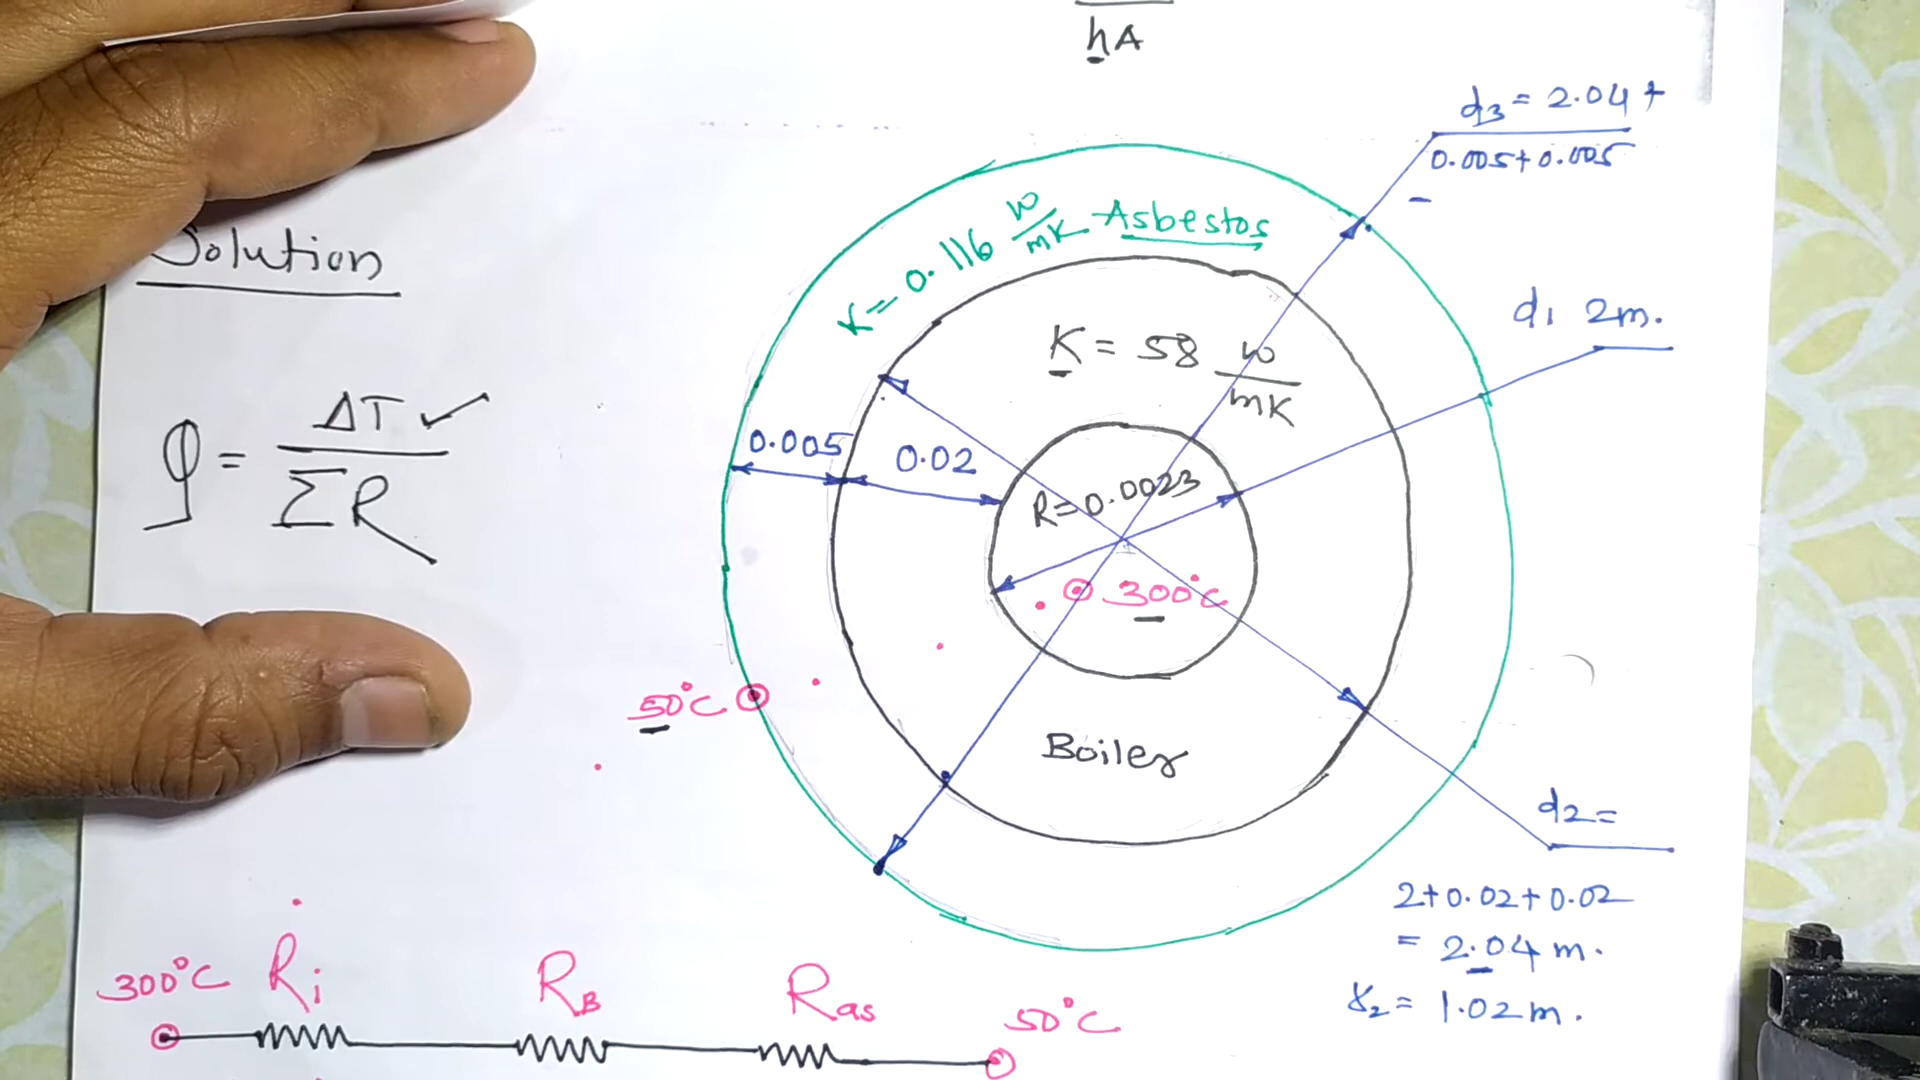 hA
d3 = 2.04 +
0.005 + 0.005
K = 0.116 w/mK Asbestos
Solution
d1 2m.
K = 58 w/mK
φ = ΔT ✓ / ΣR
0.005
0.02
R = 0.0023
300°C
50°C
Boiler
d2 =
2 + 0.02 + 0.02
= 2.04 m.
r2 = 1.02 m.
300°C Ri RB Ras 50°C